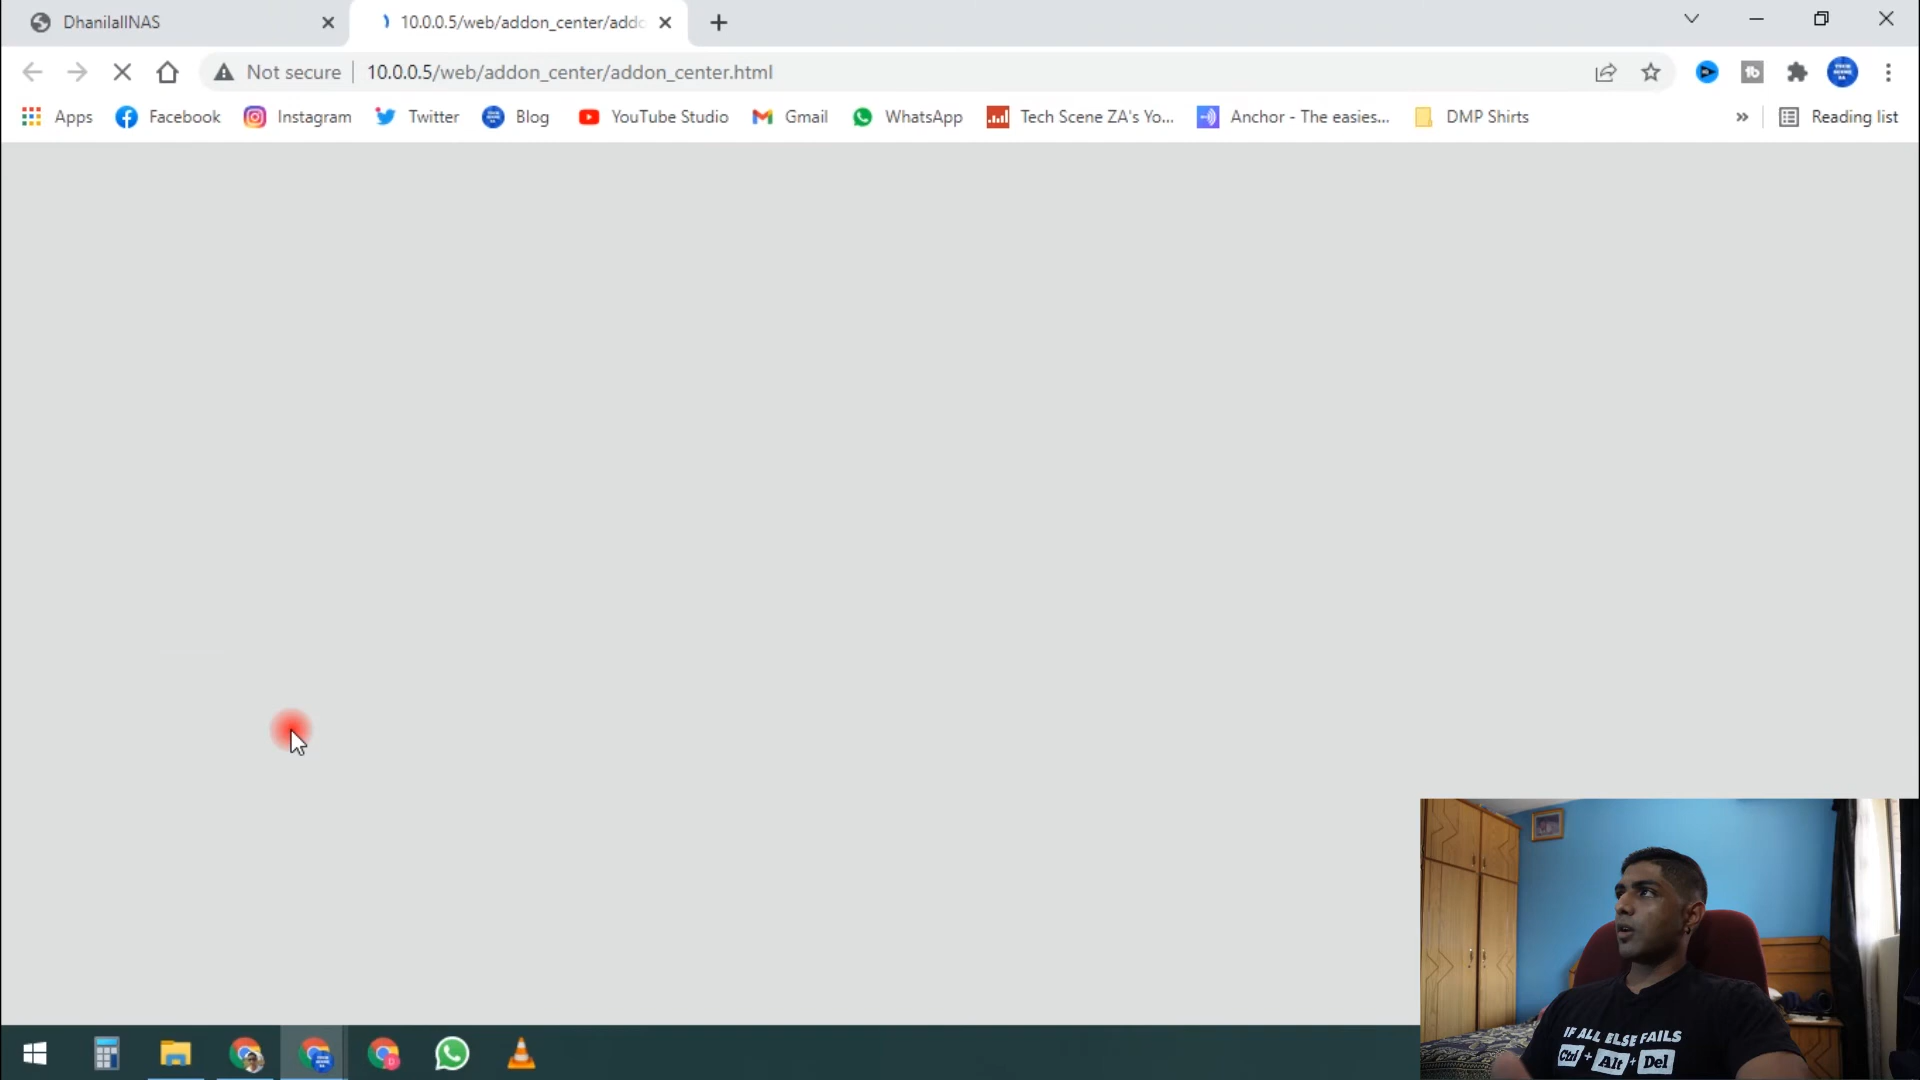 DhanilallNAS
10.0.0.5/web/addon_center/addc
Not secure
10.0.0.5/web/addon_center/addon_center.html
Apps
Facebook
Instagram
Twitter
Blog
YouTube Studio
Gmail
WhatsApp
Tech Scene ZA's Yo...
Anchor - The easies...
DMP Shirts
»
Reading list
IF ALL ELSE FAILS
Ctrl + Alt + Del